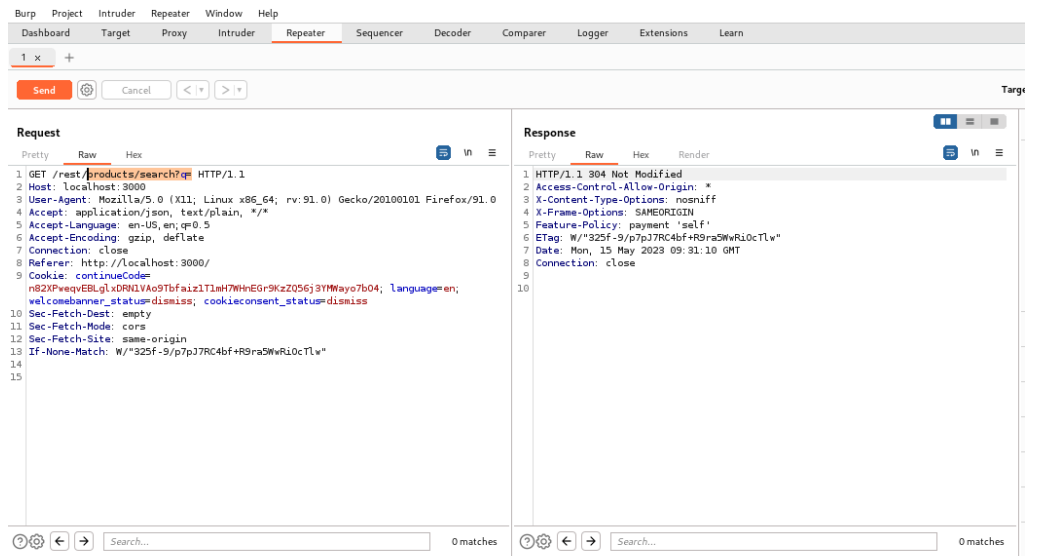 Burp Project Intruder Repeater Window Help
Dashboard Target Proxy Intruder Repeater Sequencer Decoder Comparer Logger Extensions Learn
1 × +
Send Cancel < > Targe
Request
Pretty Raw Hex \n
1 GET /rest/products/search?q= HTTP/1.1
2 Host: localhost:3000
3 User-Agent: Mozilla/5.0 (X11; Linux x86_64; rv:91.0) Gecko/20100101 Firefox/91.0
4 Accept: application/json, text/plain, */*
5 Accept-Language: en-US,en;q=0.5
6 Accept-Encoding: gzip, deflate
7 Connection: close
8 Referer: http://localhost:3000/
9 Cookie: continueCode=
n82XPweqvEBLglxDRN1VAo9Tbfaiz1T1mH7WHnEGr9KzZQ56j3YMWayo7bO4; language=en;
welcomebanner_status=dismiss; cookieconsent_status=dismiss
10 Sec-Fetch-Dest: empty
11 Sec-Fetch-Mode: cors
12 Sec-Fetch-Site: same-origin
13 If-None-Match: W/"325f-9/p7pJ7RC4bf+R9ra5WwRiOcTlw"
14
15
Search...
0 matches
Response
Pretty Raw Hex Render \n
1 HTTP/1.1 304 Not Modified
2 Access-Control-Allow-Origin: *
3 X-Content-Type-Options: nosniff
4 X-Frame-Options: SAMEORIGIN
5 Feature-Policy: payment 'self'
6 ETag: W/"325f-9/p7pJ7RC4bf+R9ra5WwRiOcTlw"
7 Date: Mon, 15 May 2023 09:31:10 GMT
8 Connection: close
9
10
Search...
0 matches